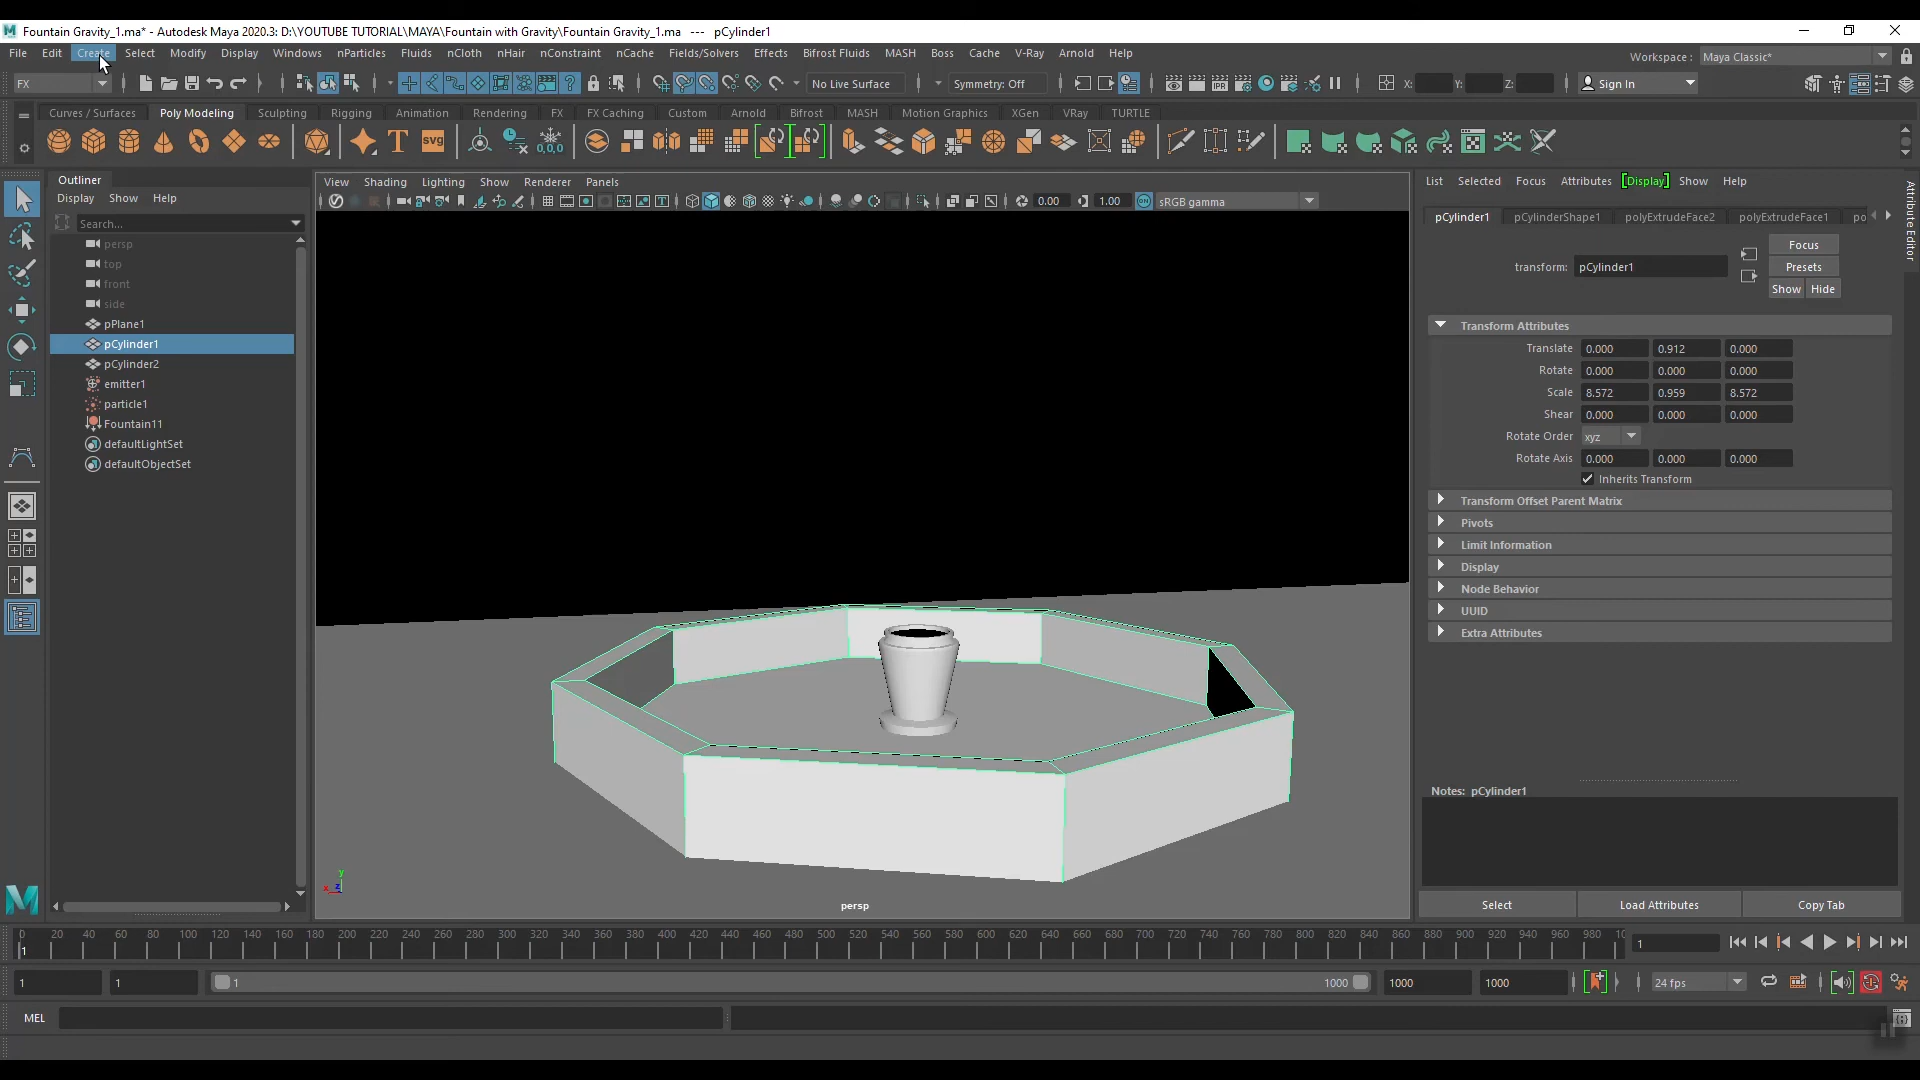 Fountain Gravity_1.ma* - Autodesk Maya 2020.3: D:\YOUTUBE TUTORIAL\MAYA\Fountain with Gravity\Fountain Gravity_1.ma --- pCylinder1
File Edit Create Select Modify Display Windows nParticles Fluids nCloth nHair nConstraint nCache Fields/Solvers Effects Bifrost Fluids MASH Boss Cache V-Ray Arnold Help
Workspace : Maya Classic*
FX No Live Surface Symmetry: Off IPR X: Y: Z: Sign In
Curves / Surfaces Poly Modeling Sculpting Rigging Animation Rendering FX FX Caching Custom Arnold Bifrost MASH Motion Graphics XGen VRay TURTLE
T SVG 0,0,0
Outliner
Display Show Help
Search...
persp
top
front
side
pPlane1
pCylinder1
pCylinder2
emitter1
particle1
Fountain11
defaultLightSet
defaultObjectSet
View Shading Lighting Show Renderer Panels
0.00 1.00 ON sRGB gamma
y
x z
persp
List Selected Focus Attributes Display Show Help
pCylinder1 pCylinderShape1 polyExtrudeFace2 polyExtrudeFace1 po
Attribute Editor
transform: pCylinder1
Focus
Presets
Show Hide
Transform Attributes
Translate 0.000 0.912 0.000
Rotate 0.000 0.000 0.000
Scale 8.572 0.959 8.572
Shear 0.000 0.000 0.000
Rotate Order xyz
Rotate Axis 0.000 0.000 0.000
Inherits Transform
Transform Offset Parent Matrix
Pivots
Limit Information
Display
Node Behavior
UUID
Extra Attributes
Notes: pCylinder1
Select Load Attributes Copy Tab
0 20 40 60 80 100 120 140 160 180 200 220 240 260 280 300 320 340 360 380 400 420 440 460 480 500 520 540 560 580 600 620 640 660 680 700 720 740 760 780 800 820 840 860 880 900 920 940 960 980 10
1 1
1 1 1 1000 1000 1000 24 fps
MEL